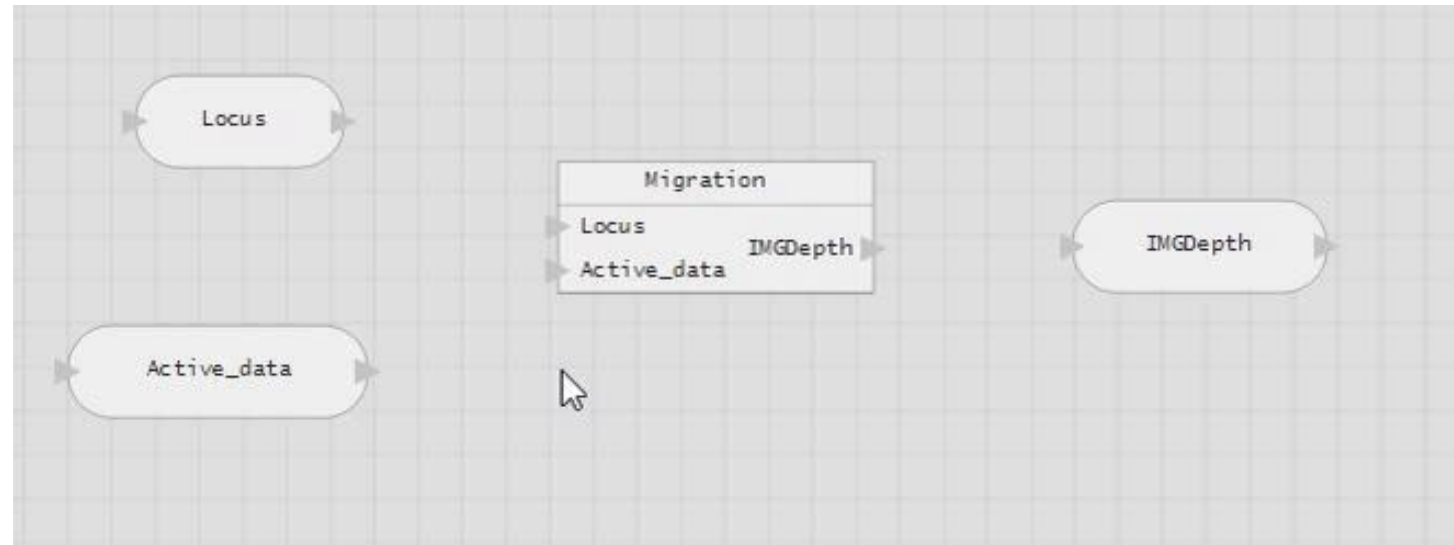 Locus
Migration
Locus
IMGDepth
Active_data
IMGDepth
Active_data